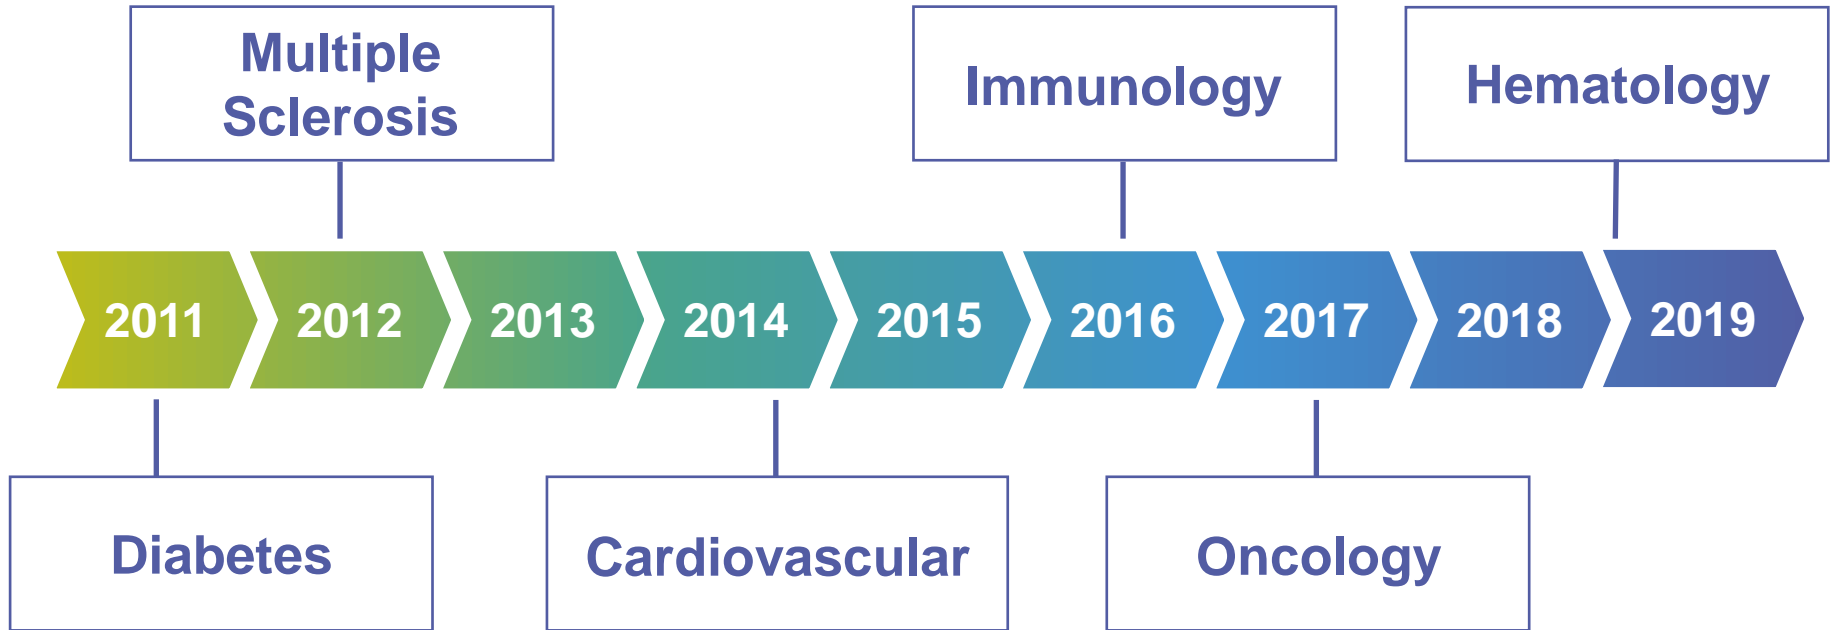 Multiple
Sclerosis
Immunology
Hematology
2011
2012
2013
2014
2015
2016
2017
2018
2019
Diabetes
Cardiovascular
Oncology